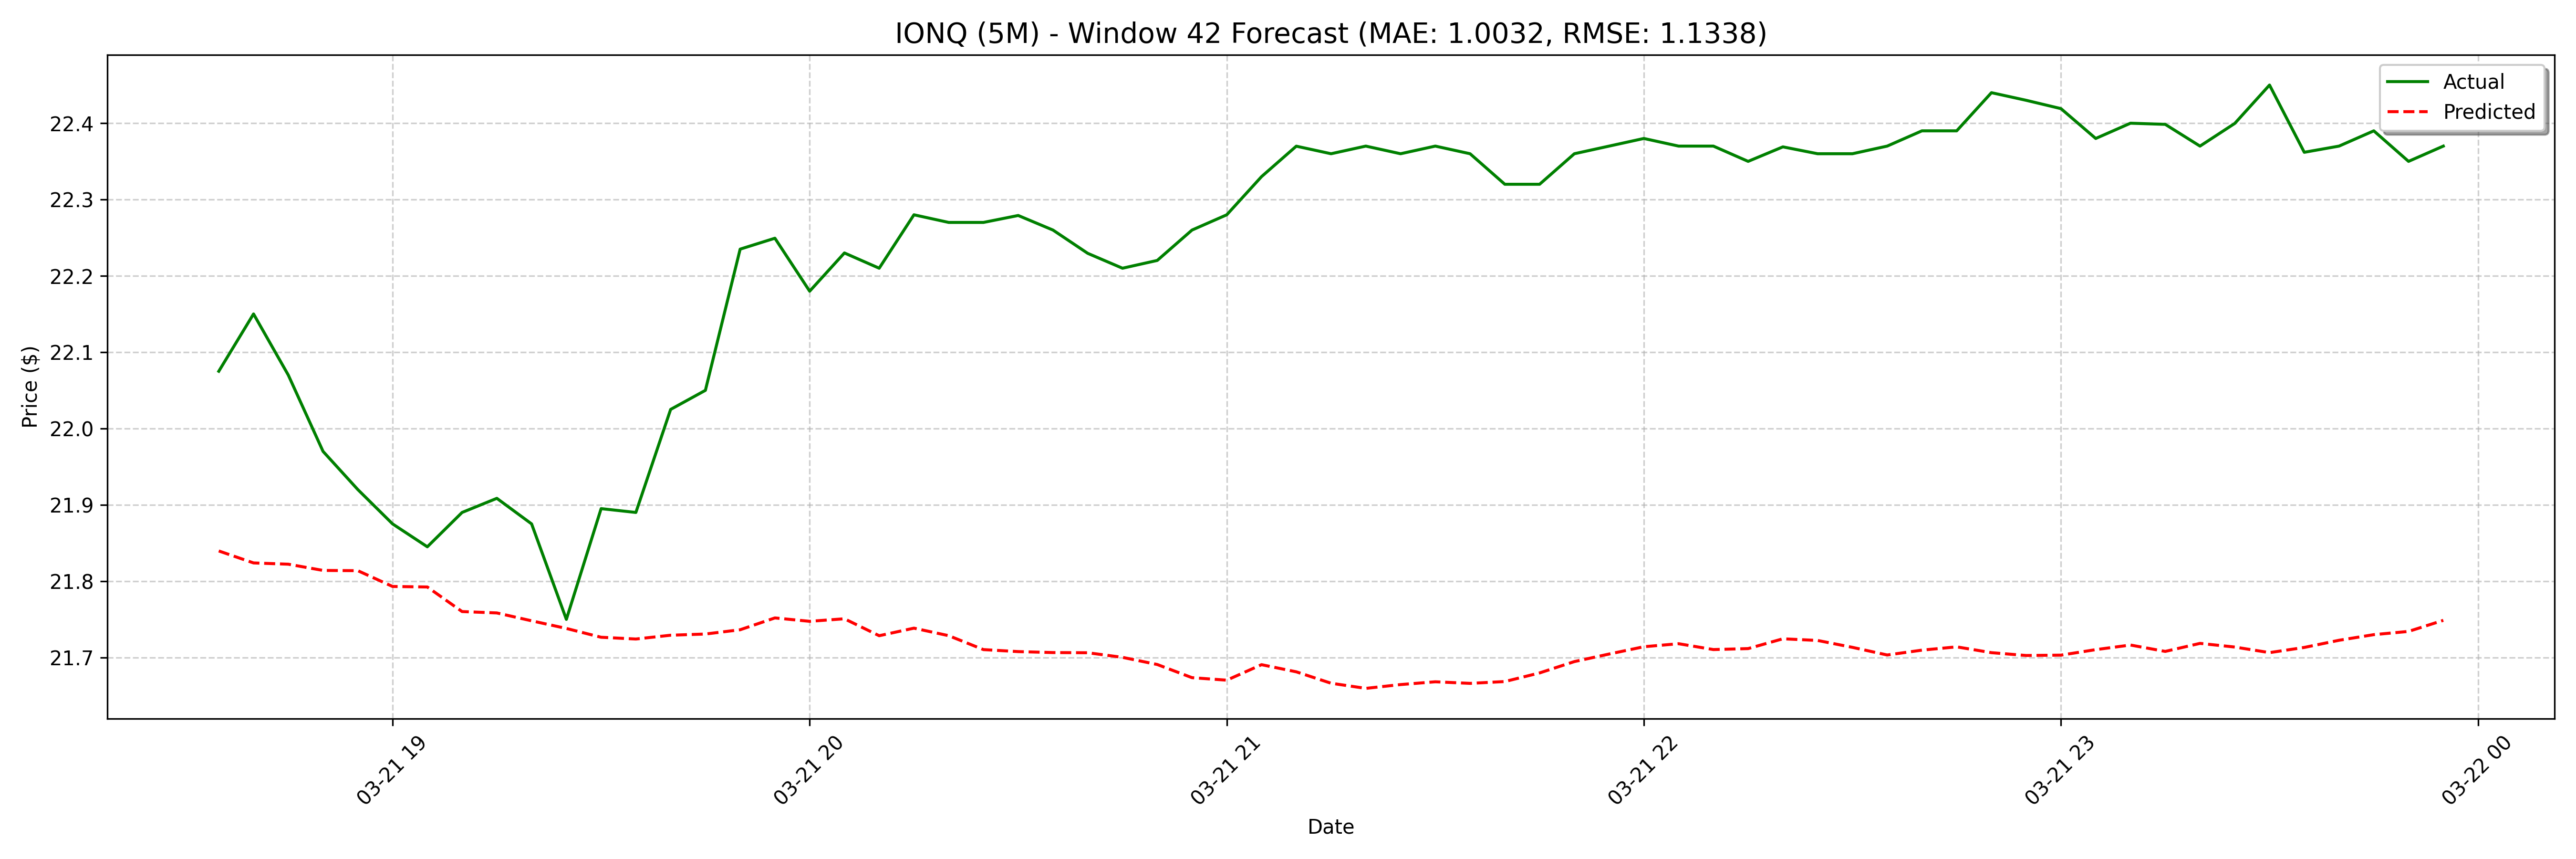 IONQ (5M) - Window 42 Forecast (MAE: 1.0032, RMSE: 1.1338)
Actual
Predicted
Price ($)
22.4
22.3
22.2
22.1
22.0
21.9
21.8
21.7
03-21 19
03-21 20
03-21 21
03-21 22
03-21 23
03-22 00
Date